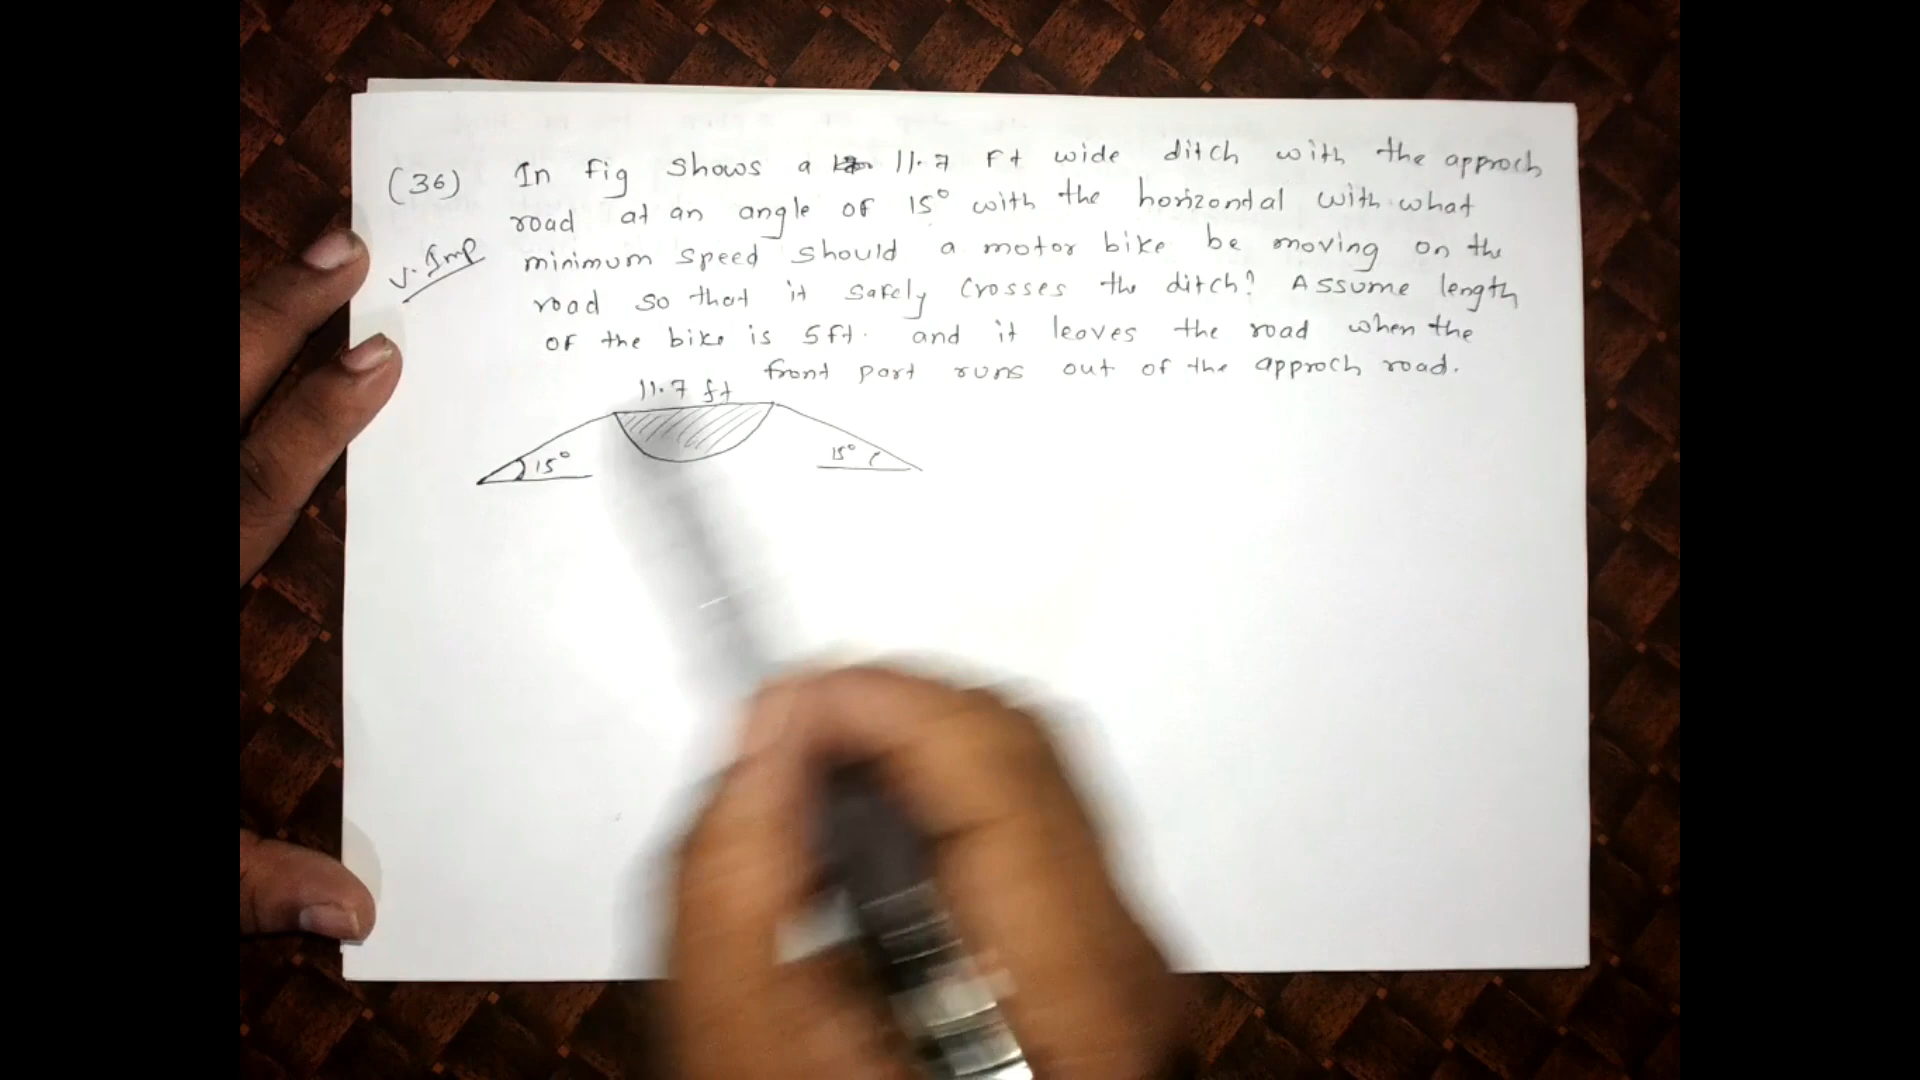 (36) In fig shows a 11.7 Ft wide ditch with the approch
road at an angle of 15° with the horizondal with what
v. Imp
minimum speed should a motor bike be moving on the
road so that it safely crosses the ditch? Assume length
of the bike is 5ft. and it leaves the road when the
front part runs out of the approch road.
11.7 ft
15°
15°